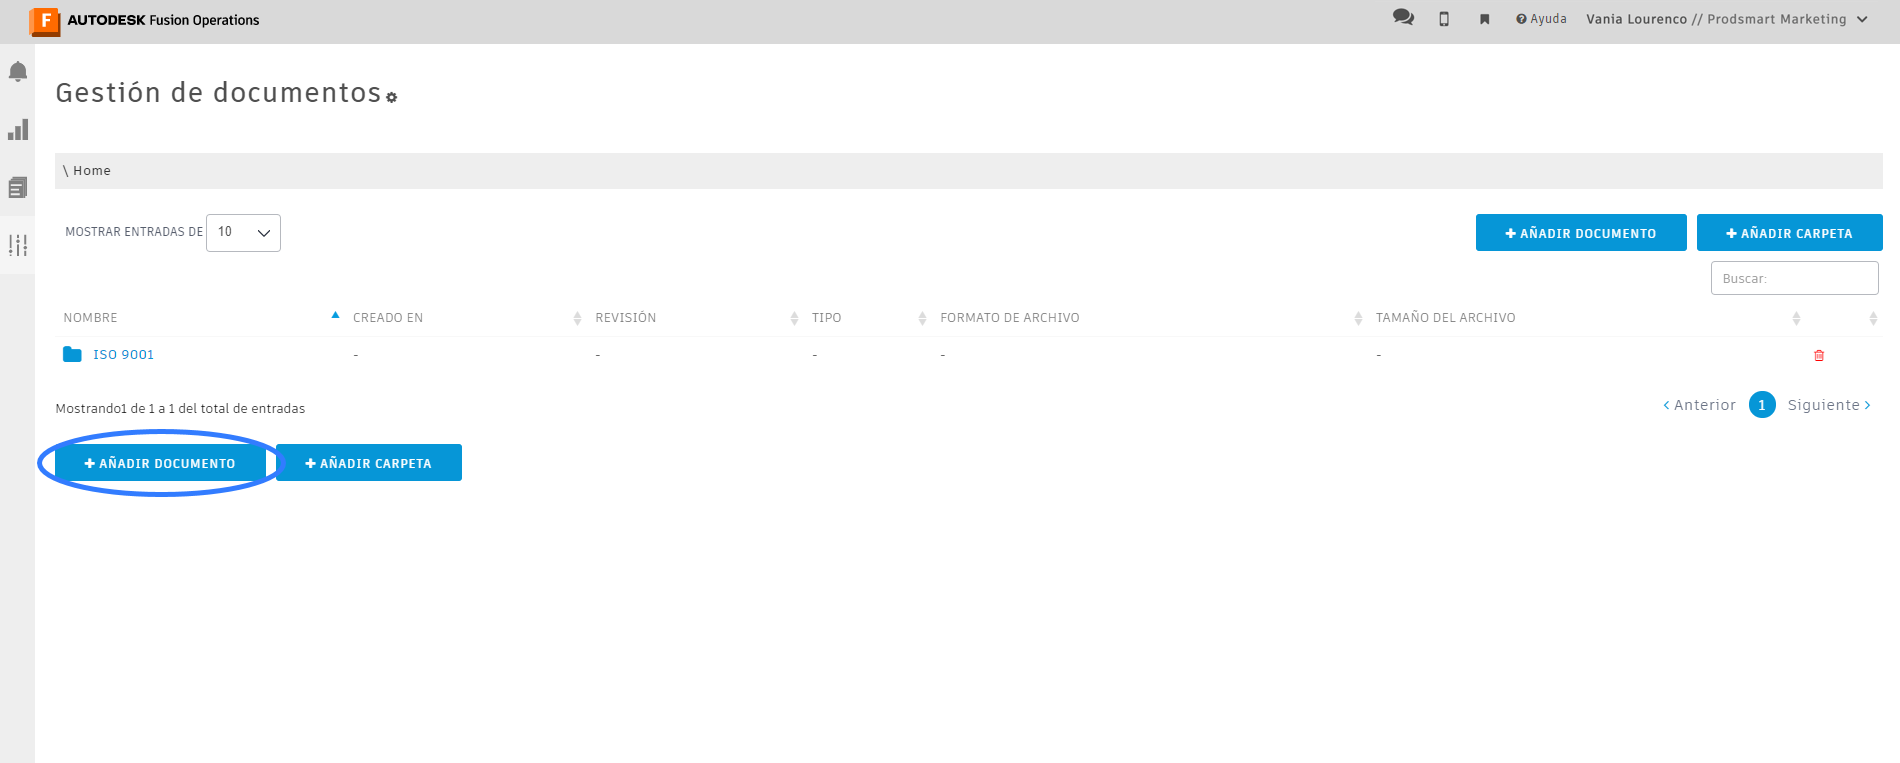 F AUTODESK Fusion Operations
Ayuda
Vania Lourenco // Prodsmart Marketing
Gestión de documentos
\ Home
MOSTRAR ENTRADAS DE 10
+ AÑADIR DOCUMENTO
+ AÑADIR CARPETA
Buscar:
NOMBRE CREADO EN REVISIÓN TIPO FORMATO DE ARCHIVO TAMAÑO DEL ARCHIVO
ISO 9001 - - - - -
Mostrando1 de 1 a 1 del total de entradas
< Anterior 1 Siguiente >
+ AÑADIR DOCUMENTO
+ AÑADIR CARPETA